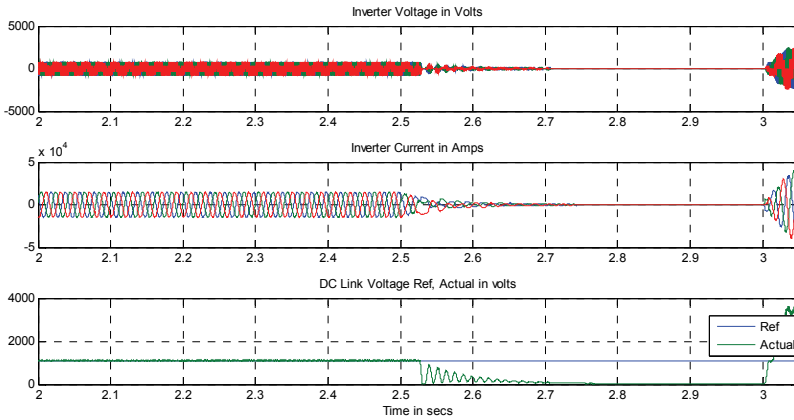 Inverter Voltage in Volts
5000
0
-5000
2 2.1 2.2 2.3 2.4 2.5 2.6 2.7 2.8 2.9 3
x 10^4
Inverter Current in Amps
5
0
-5
2 2.1 2.2 2.3 2.4 2.5 2.6 2.7 2.8 2.9 3
DC Link Voltage Ref, Actual in volts
4000
2000
0
Ref
Actual
2 2.1 2.2 2.3 2.4 2.5 2.6 2.7 2.8 2.9 3
Time in secs